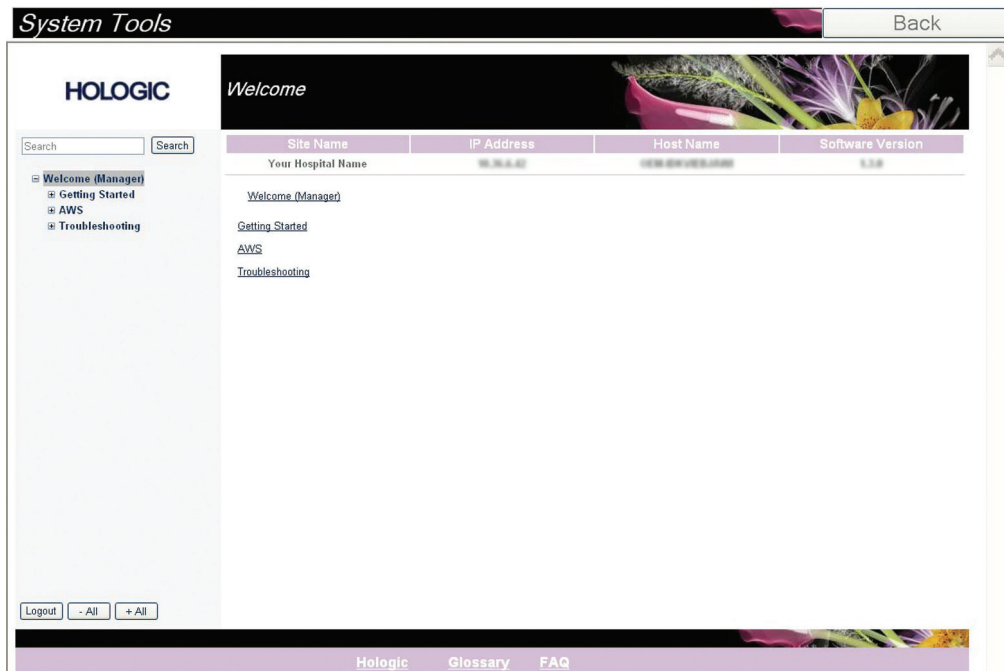 System Tools
Back
HOLOGIC
Welcome
Search Search
Site Name IP Address Host Name Software Version
Your Hospital Name
Welcome (Manager)
Getting Started
AWS
Troubleshooting
Welcome (Manager)
Getting Started
AWS
Troubleshooting
Logout - All + All
Hologic Glossary FAQ